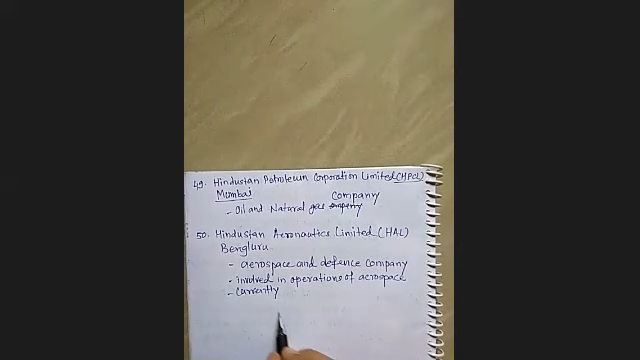 49. Hindustan Petroleum Corporation Limited (HPCL)
Mumbai
Company
- Oil and Natural gas company
50. Hindustan Aeronautics Limited (HAL)
Bengluru
- aerospace and defence company
- involved in operations of aerospace
- currently